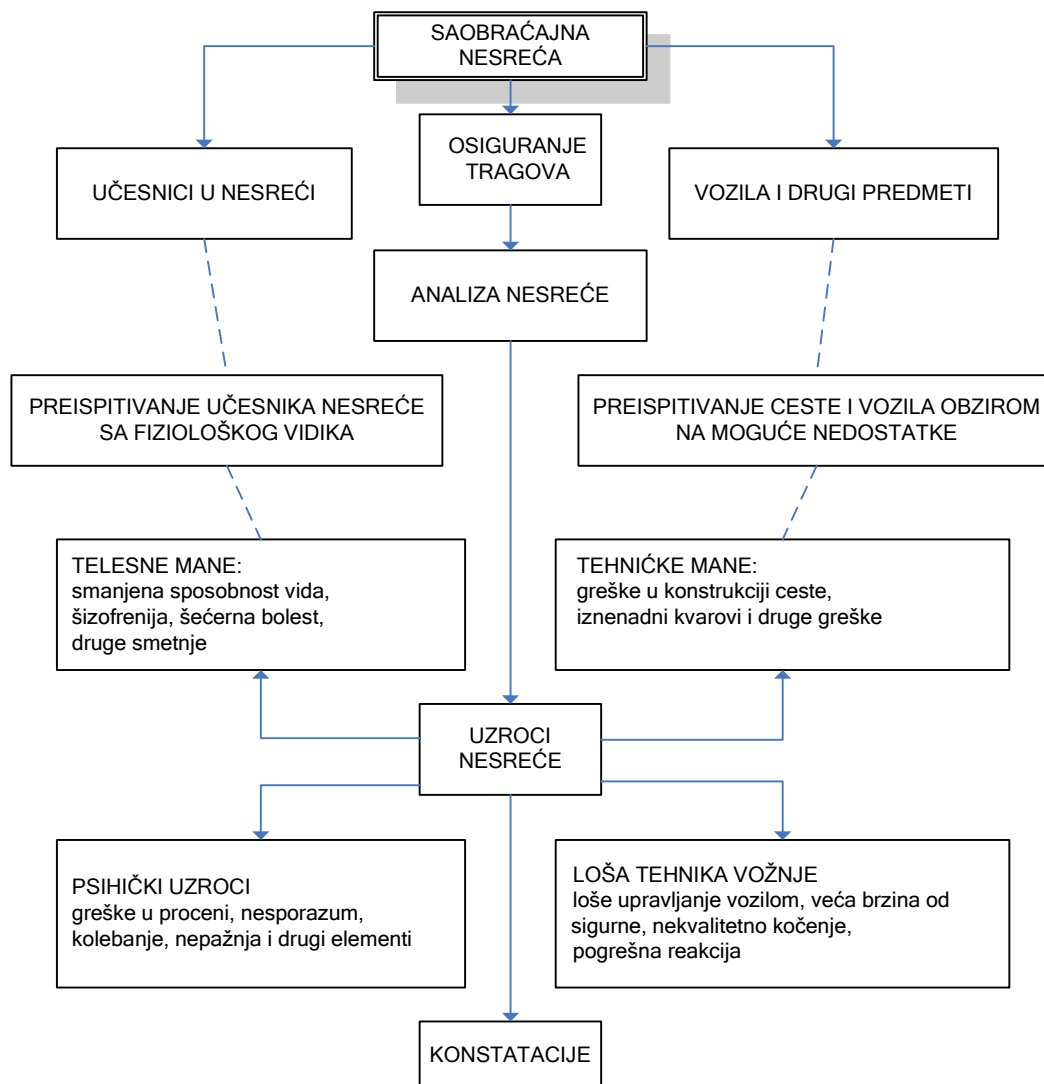 SAOBRAĆAJNA
NESREĆA
OSIGURANJE
TRAGOVA
UČESNICI U NESREĆI
VOZILA I DRUGI PREDMETI
ANALIZA NESREĆE
PREISPITIVANJE UČESNIKA NESREĆE
SA FIZIOLOŠKOG VIDIKA
PREISPITIVANJE CESTE I VOZILA OBZIROM
NA MOGUĆE NEDOSTATKE
TELESNE MANE:
smanjena sposobnost vida,
šizofrenija, šećerna bolest,
druge smetnje
TEHNIĆKE MANE:
greške u konstrukciji ceste,
iznenadni kvarovi i druge greške
UZROCI
NESREĆE
PSIHIČKI UZROCI
greške u proceni, nesporazum,
kolebanje, nepažnja i drugi elementi
LOŠA TEHNIKA VOŽNJE
loše upravljanje vozilom, veća brzina od
sigurne, nekvalitetno kočenje,
pogrešna reakcija
KONSTATACIJE